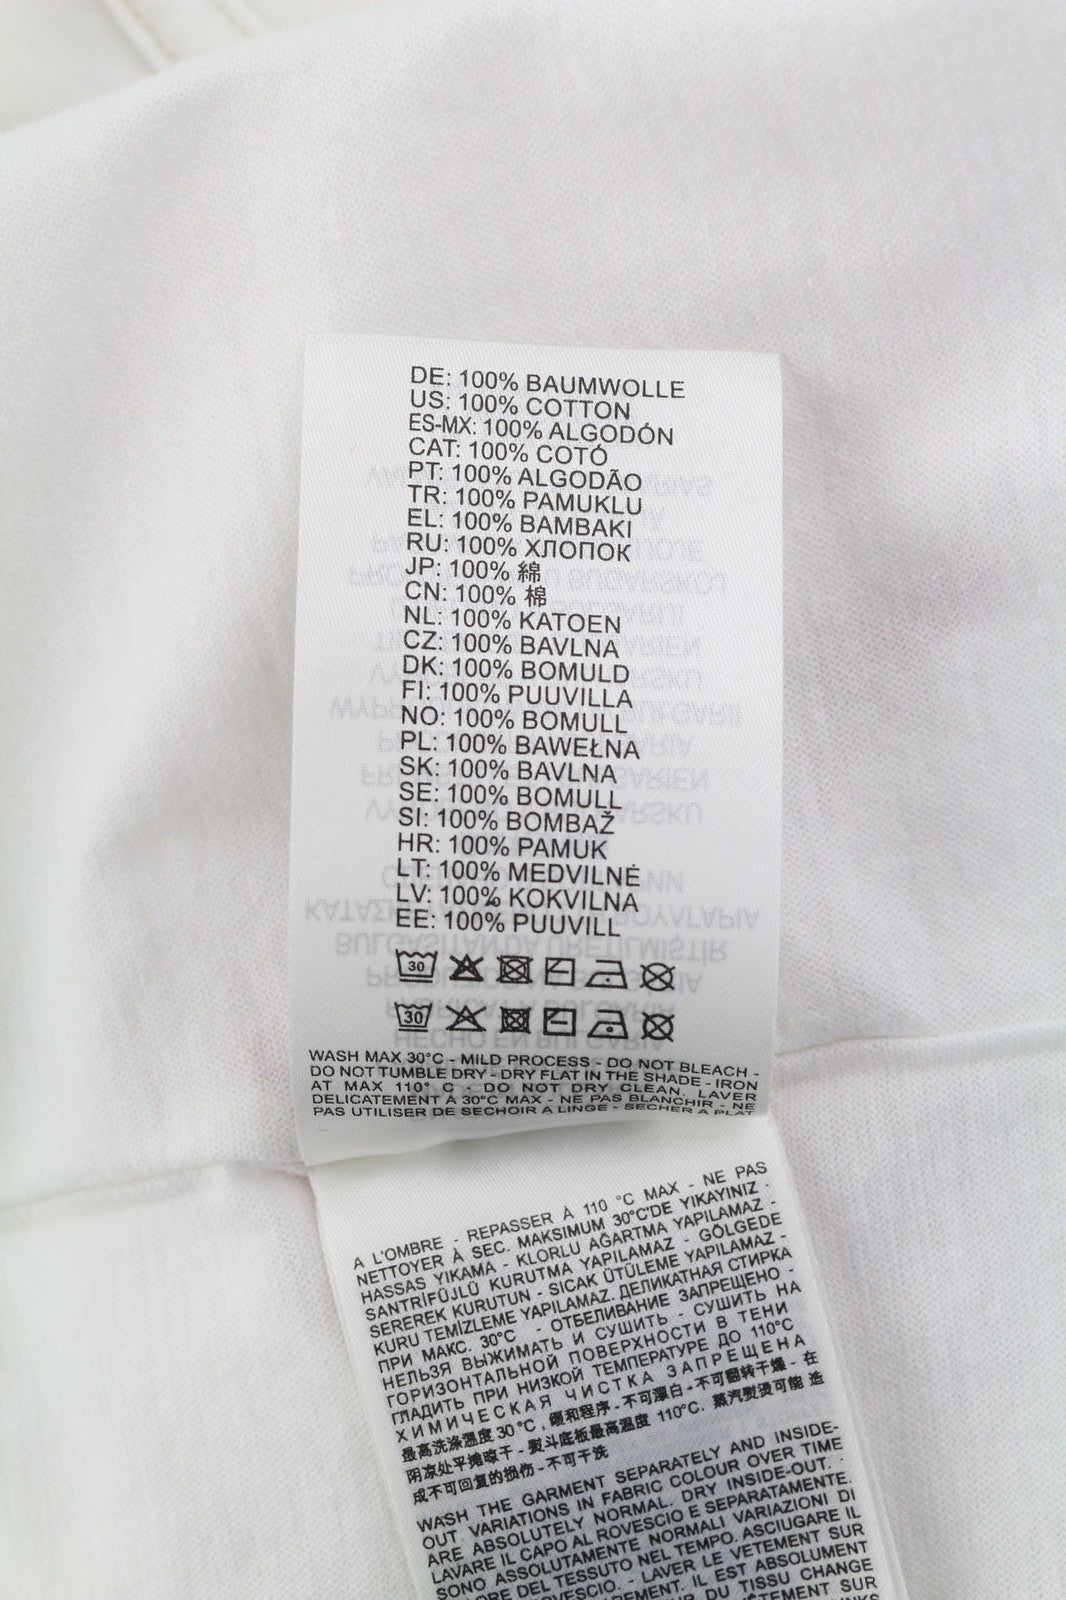 DE: 100% BAUMWOLLE
US: 100% COTTON
ES-MX: 100% ALGODÓN
CAT: 100% COTÓ
PT: 100% ALGODÃO
TR: 100% PAMUKLU
EL: 100% BAMBAKI
RU: 100% ХЛОПОК
JP: 100% 綿
CN: 100% 棉
NL: 100% KATOEN
CZ: 100% BAVLNA
DK: 100% BOMULD
FI: 100% PUUVILLA
NO: 100% BOMULL
PL: 100% BAWEŁNA
SK: 100% BAVLNA
SE: 100% BOMULL
SI: 100% BOMBAŽ
HR: 100% PAMUK
LT: 100% MEDVILNĖ
LV: 100% KOKVILNA
EE: 100% PUUVILL
30
30
WASH MAX 30°C - MILD PROCESS - DO NOT BLEACH -
DO NOT TUMBLE DRY - DRY FLAT IN THE SHADE - IRON
AT MAX 110° C - DO NOT DRY CLEAN. LAVER
DELICATEMENT À 30°C MAX - NE PAS BLANCHIR - NE
PAS UTILISER DE SECHOIR A LINGE - SECHER A PLAT
A L'OMBRE - REPASSER À 110 °C MAX - NE PAS
NETTOYER À SEC. MAKSIMUM 30°C'DE YIKAYINIZ -
HASSAS YIKAMA - KLORLU AĞARTMA YAPILAMAZ -
SANTRİFÜJLÜ KURUTMA YAPILAMAZ - GÖLGEDE
SEREREK KURUTUN - SICAK ÜTÜLEME YAPILAMAZ -
KURU TEMİZLEME YAPILAMAZ. ДЕЛИКАТНАЯ СТИРКА
ПРИ МАКС. 30°C - ОТБЕЛИВАНИЕ ЗАПРЕЩЕНО -
НЕЛЬЗЯ ВЫЖИМАТЬ И СУШИТЬ - СУШИТЬ НА
ГОРИЗОНТАЛЬНОЙ ПОВЕРХНОСТИ В ТЕНИ
ГЛАДИТЬ ПРИ НИЗКОЙ ТЕМПЕРАТУРЕ ДО 110°C
ХИМИЧЕСКАЯ ЧИСТКА ЗАПРЕЩЕНА
最高洗涤温度30°C, 缓和程序-不可漂白-不可翻转干燥-在
阴凉处平摊晾干-熨斗底板最高温度 110°C. 蒸汽熨烫可能 造
成不可回复的损伤-不可干洗
WASH THE GARMENT SEPARATELY AND INSIDE-
OUT. VARIATIONS IN FABRIC COLOUR OVER TIME
ARE ABSOLUTELY NORMAL. DRY INSIDE-OUT. -
LAVARE IL CAPO AL ROVESCIO E SEPARATAMENTE.
SONO ASSOLUTAMENTE NORMALI VARIAZIONI DI
DEL TESSUTO NEL TEMPO. ASCIUGARE IL
LAVER LE VETEMENT SUR
IL EST ABSOLUMENT
DU TISSU CHANGE
SUR